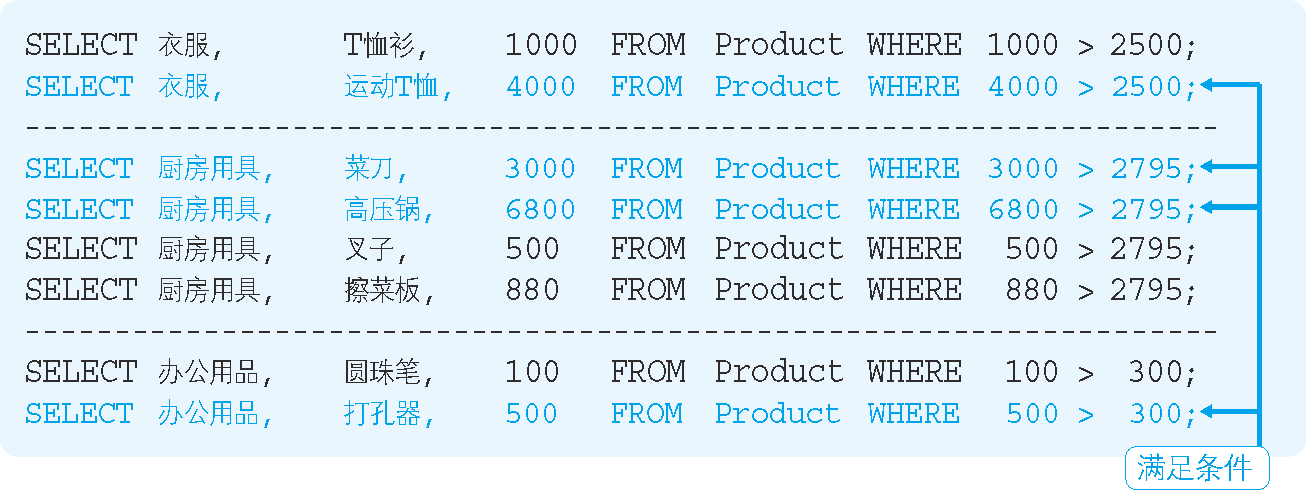 SELECT 衣服, T恤衫, 1000 FROM Product WHERE 1000 > 2500;
SELECT 衣服, 运动T恤, 4000 FROM Product WHERE 4000 > 2500;
SELECT 厨房用具, 菜刀, 3000 FROM Product WHERE 3000 > 2795;
SELECT 厨房用具, 高压锅, 6800 FROM Product WHERE 6800 > 2795;
SELECT 厨房用具, 叉子, 500 FROM Product WHERE 500 > 2795;
SELECT 厨房用具, 擦菜板, 880 FROM Product WHERE 880 > 2795;
SELECT 办公用品, 圆珠笔, 100 FROM Product WHERE 100 > 300;
SELECT 办公用品, 打孔器, 500 FROM Product WHERE 500 > 300;
满足条件